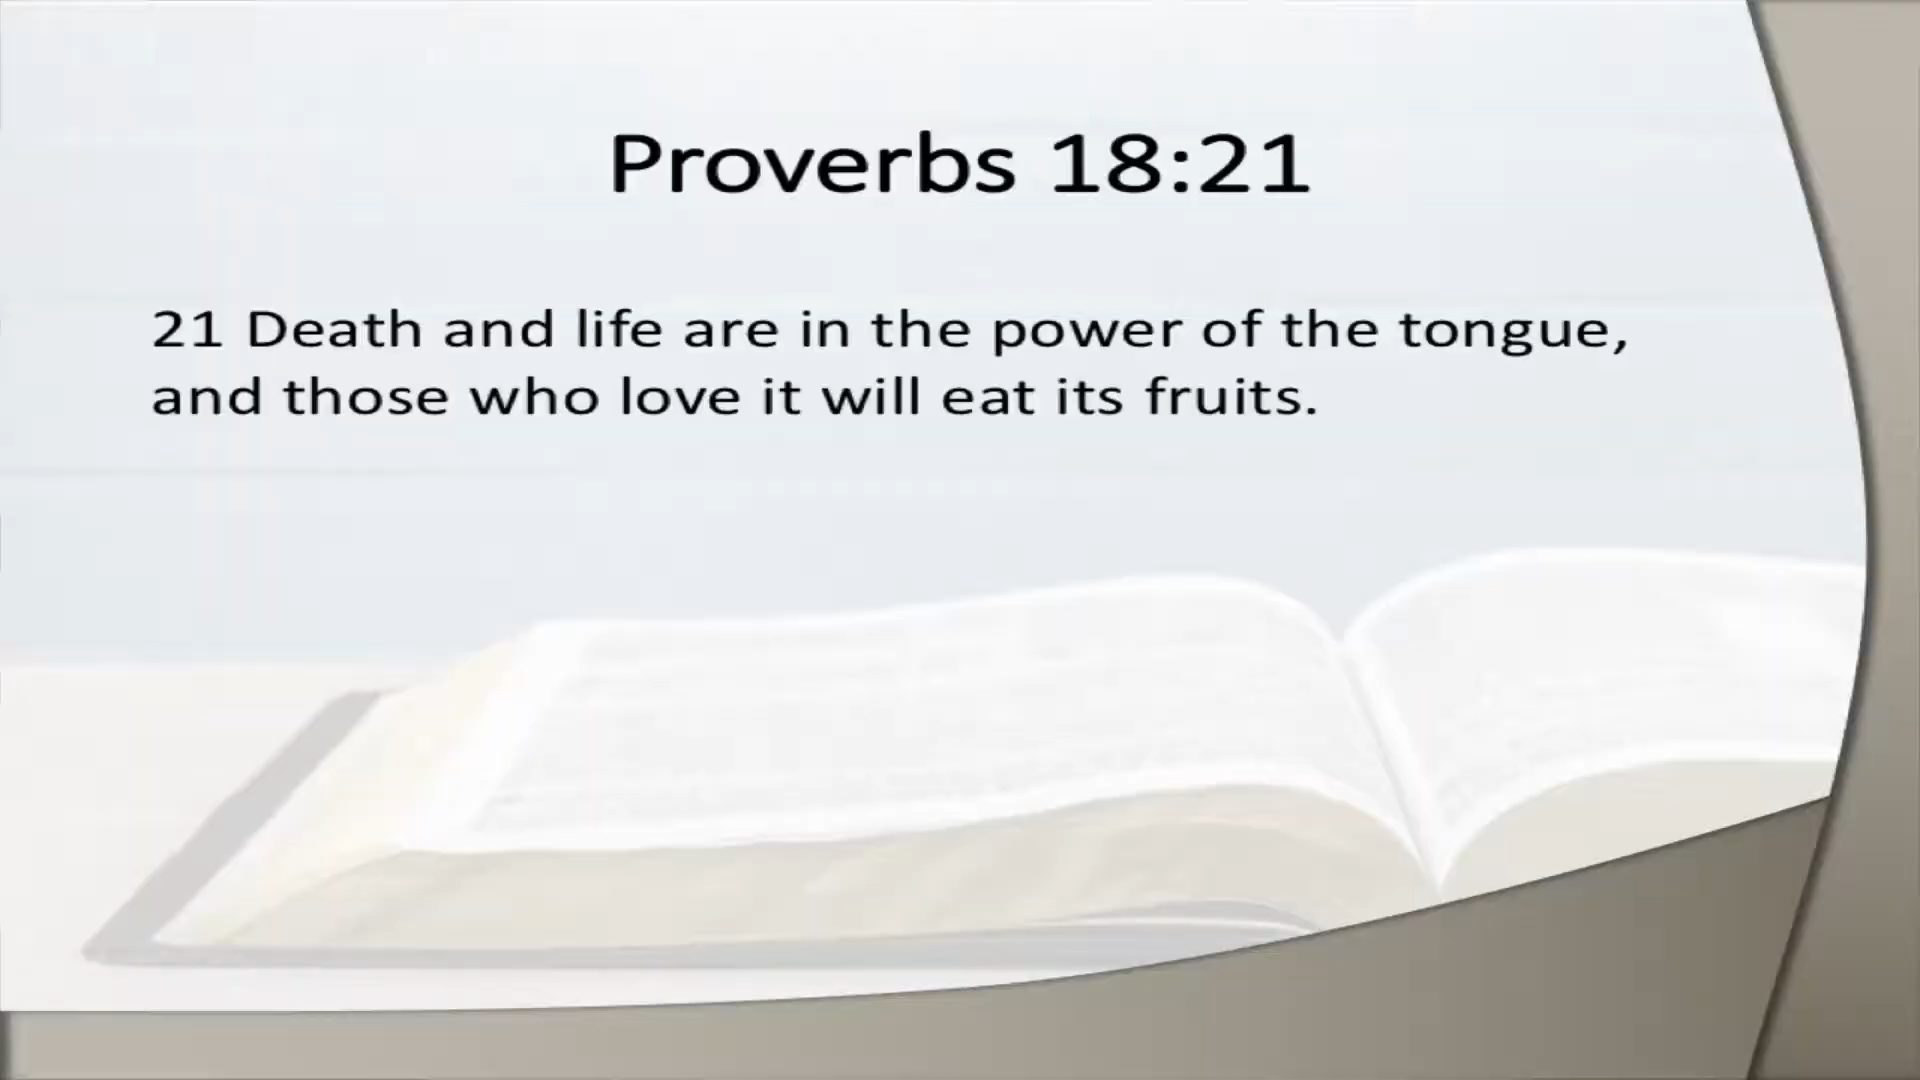 Proverbs 18:21
21 Death and life are in the power of the tongue,
and those who love it will eat its fruits.